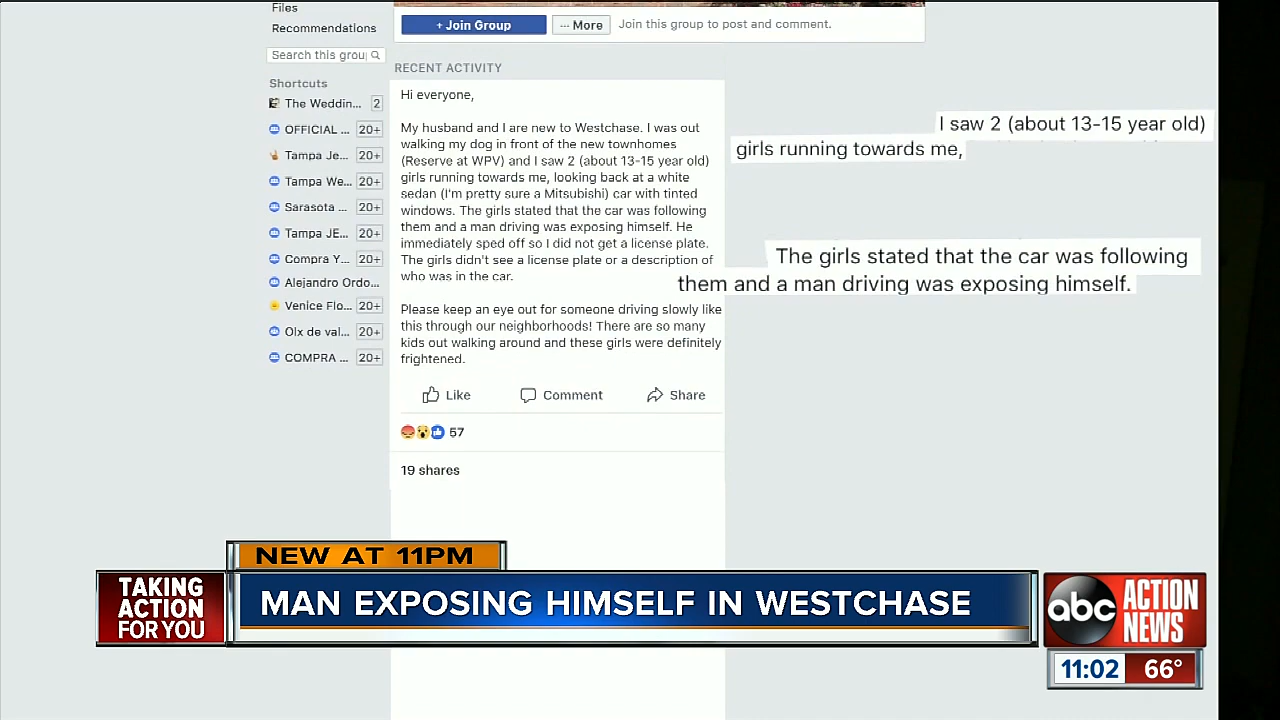 Files
Recommendations
Search this grou
Shortcuts
The Weddin... 2
OFFICIAL ... 20+
Tampa Je... 20+
Tampa We... 20+
Sarasota ... 20+
Tampa JE... 20+
Compra Y... 20+
Alejandro Ordo...
Venice Flo... 20+
Olx de val... 20+
COMPRA ... 20+
+ Join Group
··· More
Join this group to post and comment.
RECENT ACTIVITY
Hi everyone,
My husband and I are new to Westchase. I was out
walking my dog in front of the new townhomes
(Reserve at WPV) and I saw 2 (about 13-15 year old)
girls running towards me, looking back at a white
sedan (I'm pretty sure a Mitsubishi) car with tinted
windows. The girls stated that the car was following
them and a man driving was exposing himself. He
immediately sped off so I did not get a license plate.
The girls didn't see a license plate or a description of
who was in the car.
Please keep an eye out for someone driving slowly like
this through our neighborhoods! There are so many
kids out walking around and these girls were definitely
frightened.
Like Comment Share
57
19 shares
I saw 2 (about 13-15 year old)
girls running towards me,
The girls stated that the car was following
them and a man driving was exposing himself.
NEW AT 11PM
TAKING
ACTION
FOR YOU
MAN EXPOSING HIMSELF IN WESTCHASE
abc
ACTION
NEWS
11:02 66°